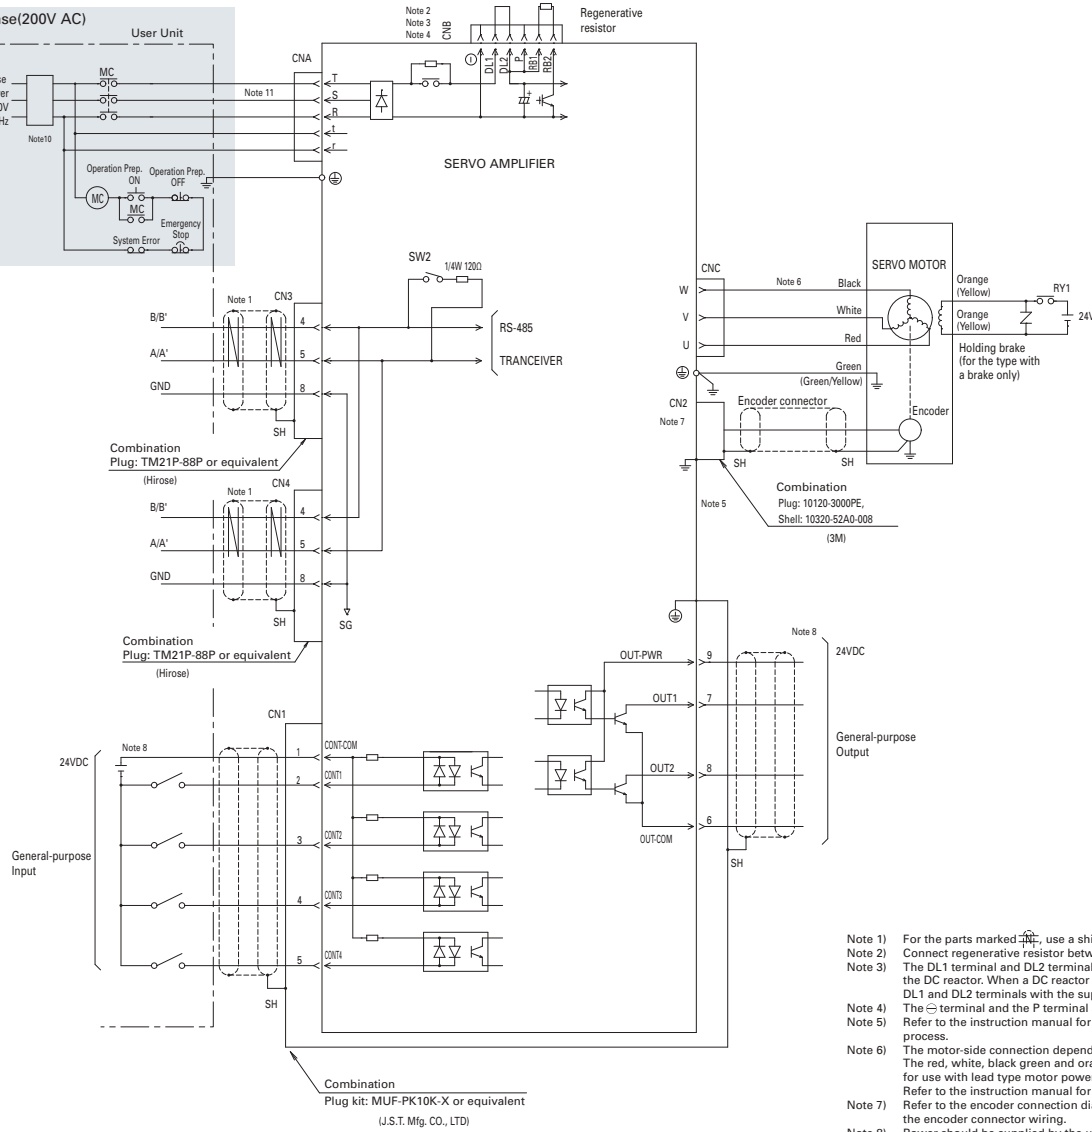 se(200V AC)
User Unit
Note 2
Note 3
Note 4
CNB
Regenerative
resistor
CNA
MC
Note 11
Note10
DL1
DL2
P
RB1
RB2
T
S
R
t
r
SERVO AMPLIFIER
Operation Prep.
ON
Operation Prep.
OFF
MC
MC
Emergency
Stop
System Error
SW2
1/4W 120Ω
Note 1
CN3
B/B'
4
RS-485
A/A'
5
TRANCEIVER
GND
8
SH
Combination
Plug: TM21P-88P or equivalent
(Hirose)
Note 1
CN4
B/B'
4
A/A'
5
GND
8
SH
SG
Combination
Plug: TM21P-88P or equivalent
(Hirose)
CNC
SERVO MOTOR
W
Note 6
Black
V
White
U
Red
Green
(Green/Yellow)
Orange
(Yellow)
Orange
(Yellow)
RY1
24V
Holding brake
(for the type with
a brake only)
CN2
Note 7
Encoder connector
Encoder
SH
SH
Note 5
Combination
Plug: 10120-3000PE,
Shell: 10320-52A0-008
(3M)
Note 8
24VDC
OUT-PWR
9
OUT1
7
OUT2
8
OUT-COM
6
SH
General-purpose
Output
CN1
Note 8
24VDC
1
CONT-COM
2
CONT1
3
CONT2
4
CONT3
5
CONT4
General-purpose
Input
SH
Combination
Plug kit: MUF-PK10K-X or equivalent
(J.S.T. Mfg. CO., LTD)
Note 1) For the parts marked , use a shi
Note 2) Connect regenerative resistor betw
Note 3) The DL1 terminal and DL2 terminal
the DC reactor. When a DC reactor
DL1 and DL2 terminals with the sup
Note 4) The ⊖ terminal and the P terminal
Note 5) Refer to the instruction manual for
process.
Note 6) The motor-side connection depend
The red, white, black green and ora
for use with lead type motor power
Refer to the instruction manual for
Note 7) Refer to the encoder connection dia
the encoder connector wiring.